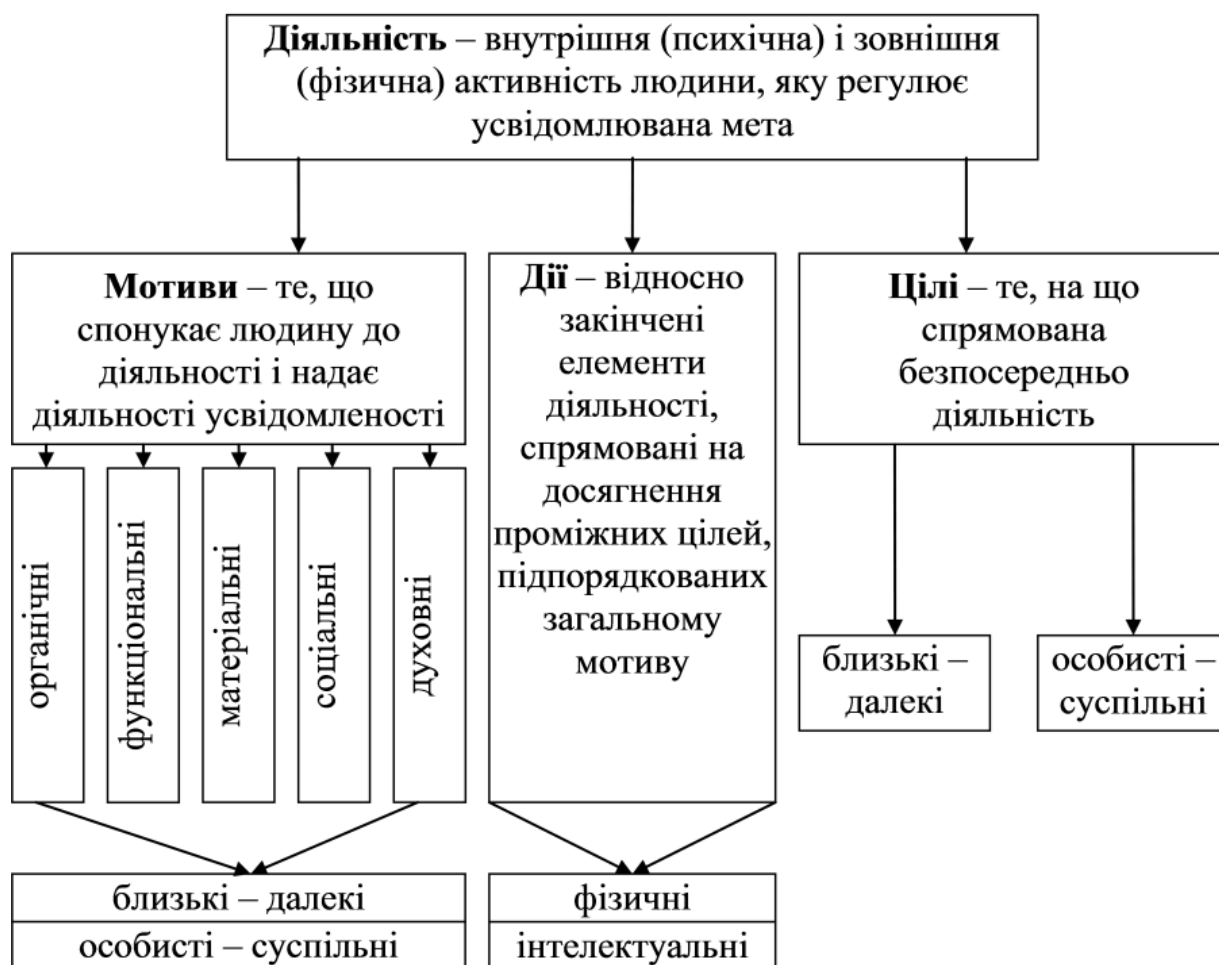 Діяльність – внутрішня (психічна) і зовнішня
(фізична) активність людини, яку регулює
усвідомлювана мета
Мотиви – те, що
спонукає людину до
діяльності і надає
діяльності усвідомленості
органічні
функціональні
матеріальні
соціальні
духовні
близькі – далекі
особисті – суспільні
Дії – відносно
закінчені
елементи
діяльності,
спрямовані на
досягнення
проміжних цілей,
підпорядкованих
загальному
мотиву
фізичні
інтелектуальні
Цілі – те, на що
спрямована
безпосередньо
діяльність
близькі –
далекі
особисті –
суспільні